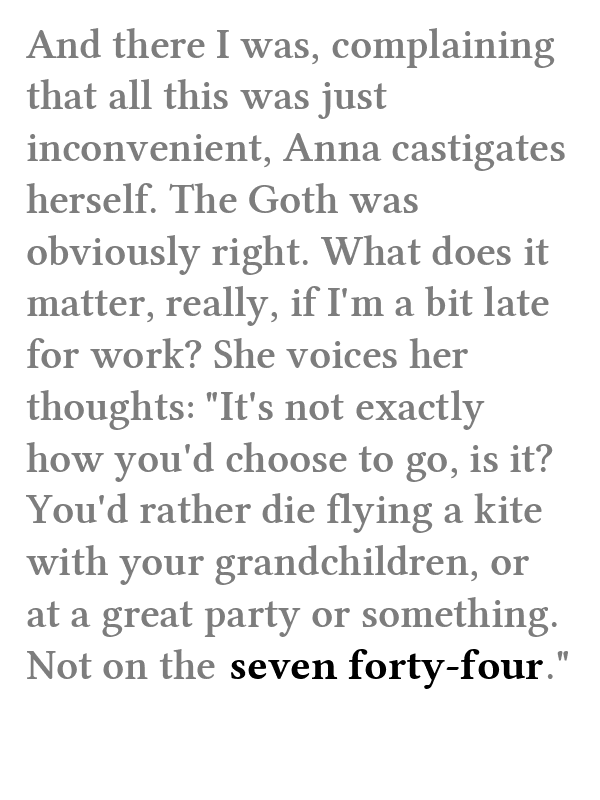 And there I was, complaining
that all this was just
inconvenient, Anna castigates
herself. The Goth was
obviously right. What does it
matter, really, if I'm a bit late
for work? She voices her
thoughts: "It's not exactly
how you'd choose to go, is it?
You'd rather die flying a kite
with your grandchildren, or
at a great party or something.
Not on the seven forty-four."